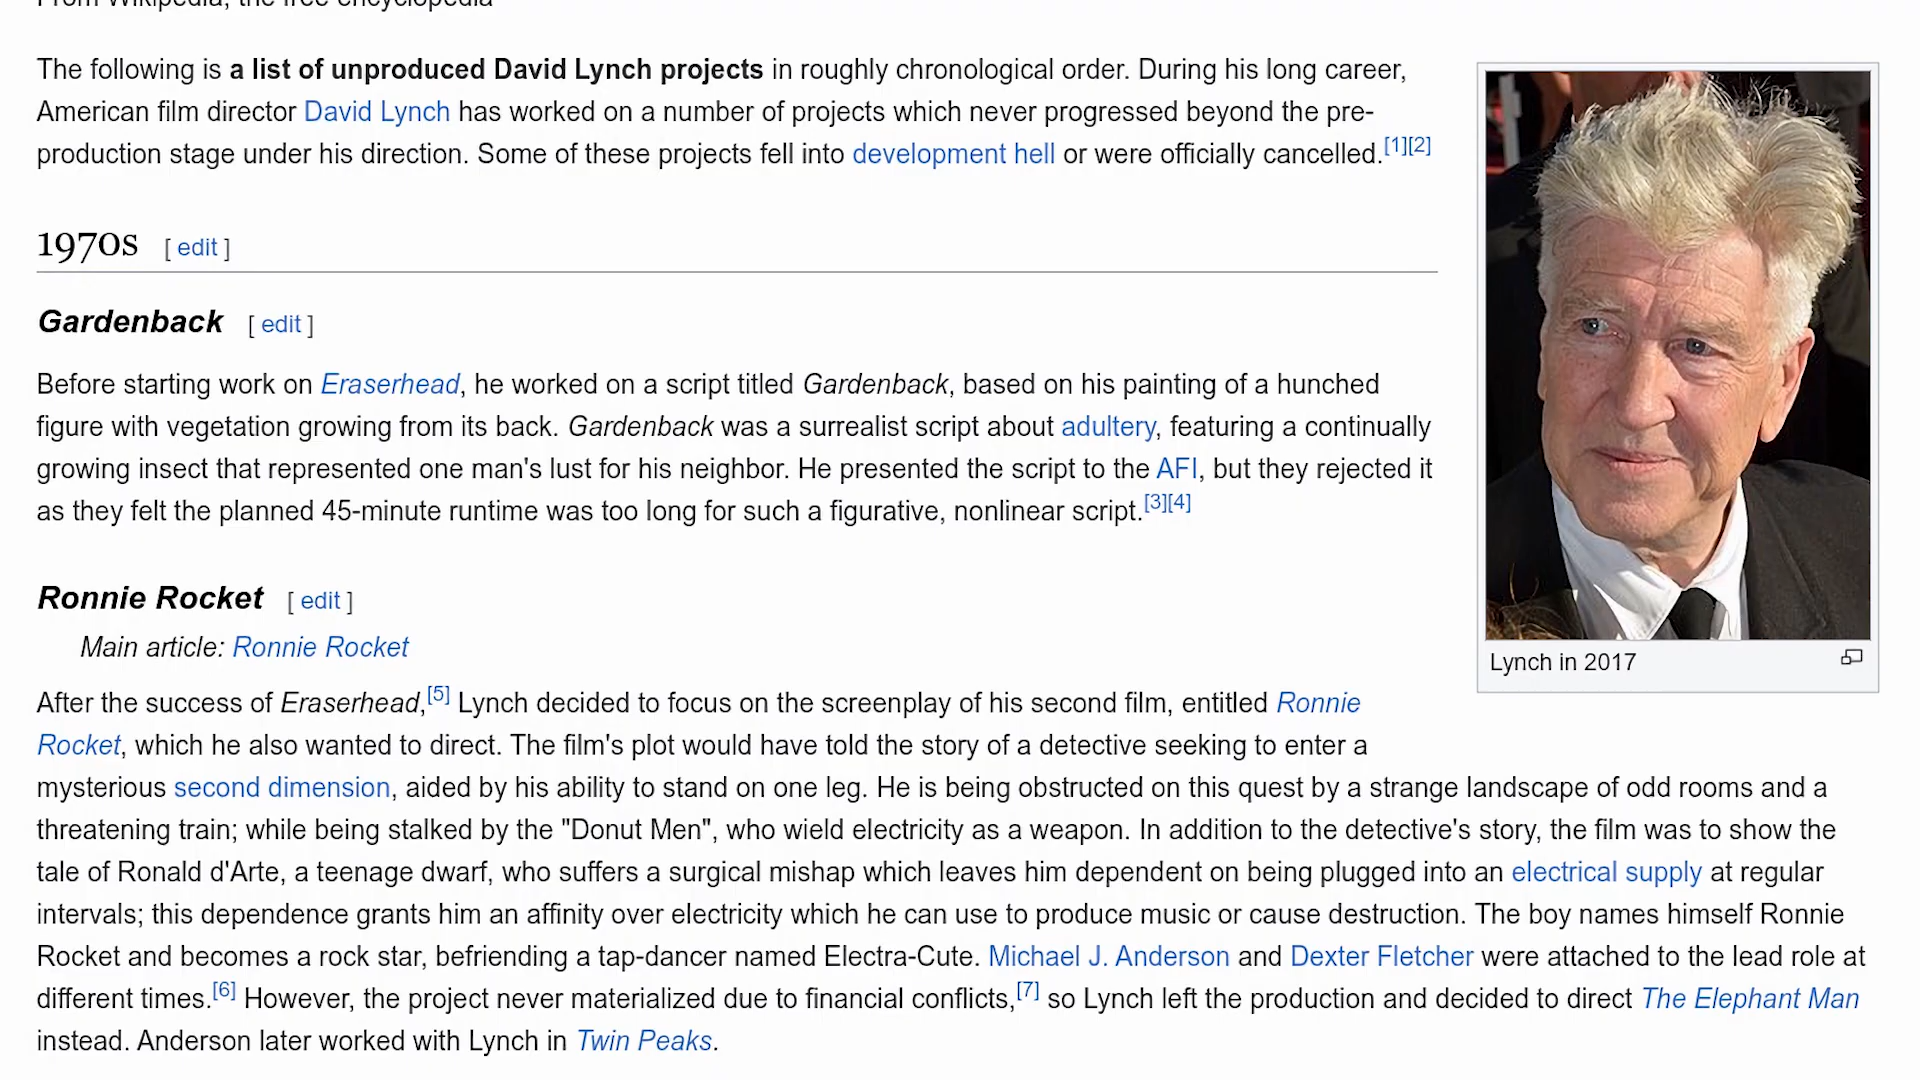 From Wikipedia, the free encyclopedia
The following is a list of unproduced David Lynch projects in roughly chronological order. During his long career,
American film director David Lynch has worked on a number of projects which never progressed beyond the pre-
production stage under his direction. Some of these projects fell into development hell or were officially cancelled.[1][2]
1970s [ edit ]
Gardenback [ edit ]
Before starting work on Eraserhead, he worked on a script titled Gardenback, based on his painting of a hunched
figure with vegetation growing from its back. Gardenback was a surrealist script about adultery, featuring a continually
growing insect that represented one man's lust for his neighbor. He presented the script to the AFI, but they rejected it
as they felt the planned 45-minute runtime was too long for such a figurative, nonlinear script.[3][4]
Ronnie Rocket [ edit ]
Main article: Ronnie Rocket
Lynch in 2017
After the success of Eraserhead,[5] Lynch decided to focus on the screenplay of his second film, entitled Ronnie
Rocket, which he also wanted to direct. The film's plot would have told the story of a detective seeking to enter a
mysterious second dimension, aided by his ability to stand on one leg. He is being obstructed on this quest by a strange landscape of odd rooms and a
threatening train; while being stalked by the "Donut Men", who wield electricity as a weapon. In addition to the detective's story, the film was to show the
tale of Ronald d'Arte, a teenage dwarf, who suffers a surgical mishap which leaves him dependent on being plugged into an electrical supply at regular
intervals; this dependence grants him an affinity over electricity which he can use to produce music or cause destruction. The boy names himself Ronnie
Rocket and becomes a rock star, befriending a tap-dancer named Electra-Cute. Michael J. Anderson and Dexter Fletcher were attached to the lead role at
different times.[6] However, the project never materialized due to financial conflicts,[7] so Lynch left the production and decided to direct The Elephant Man
instead. Anderson later worked with Lynch in Twin Peaks.